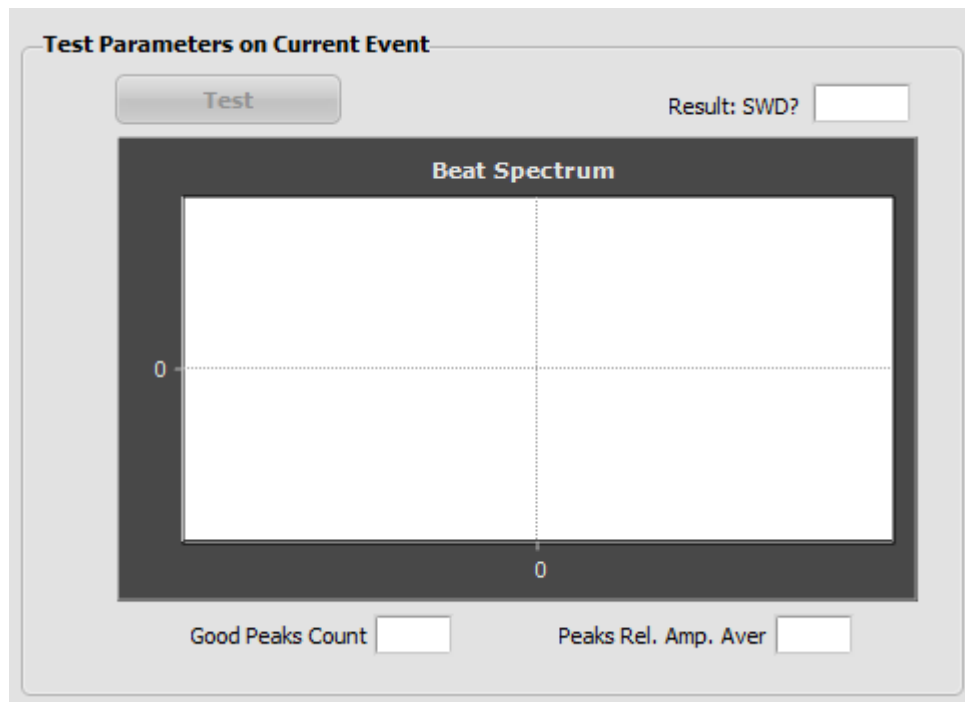 Test Parameters on Current Event
Test
Result: SWD?
Beat Spectrum
0
0
Good Peaks Count
Peaks Rel. Amp. Aver